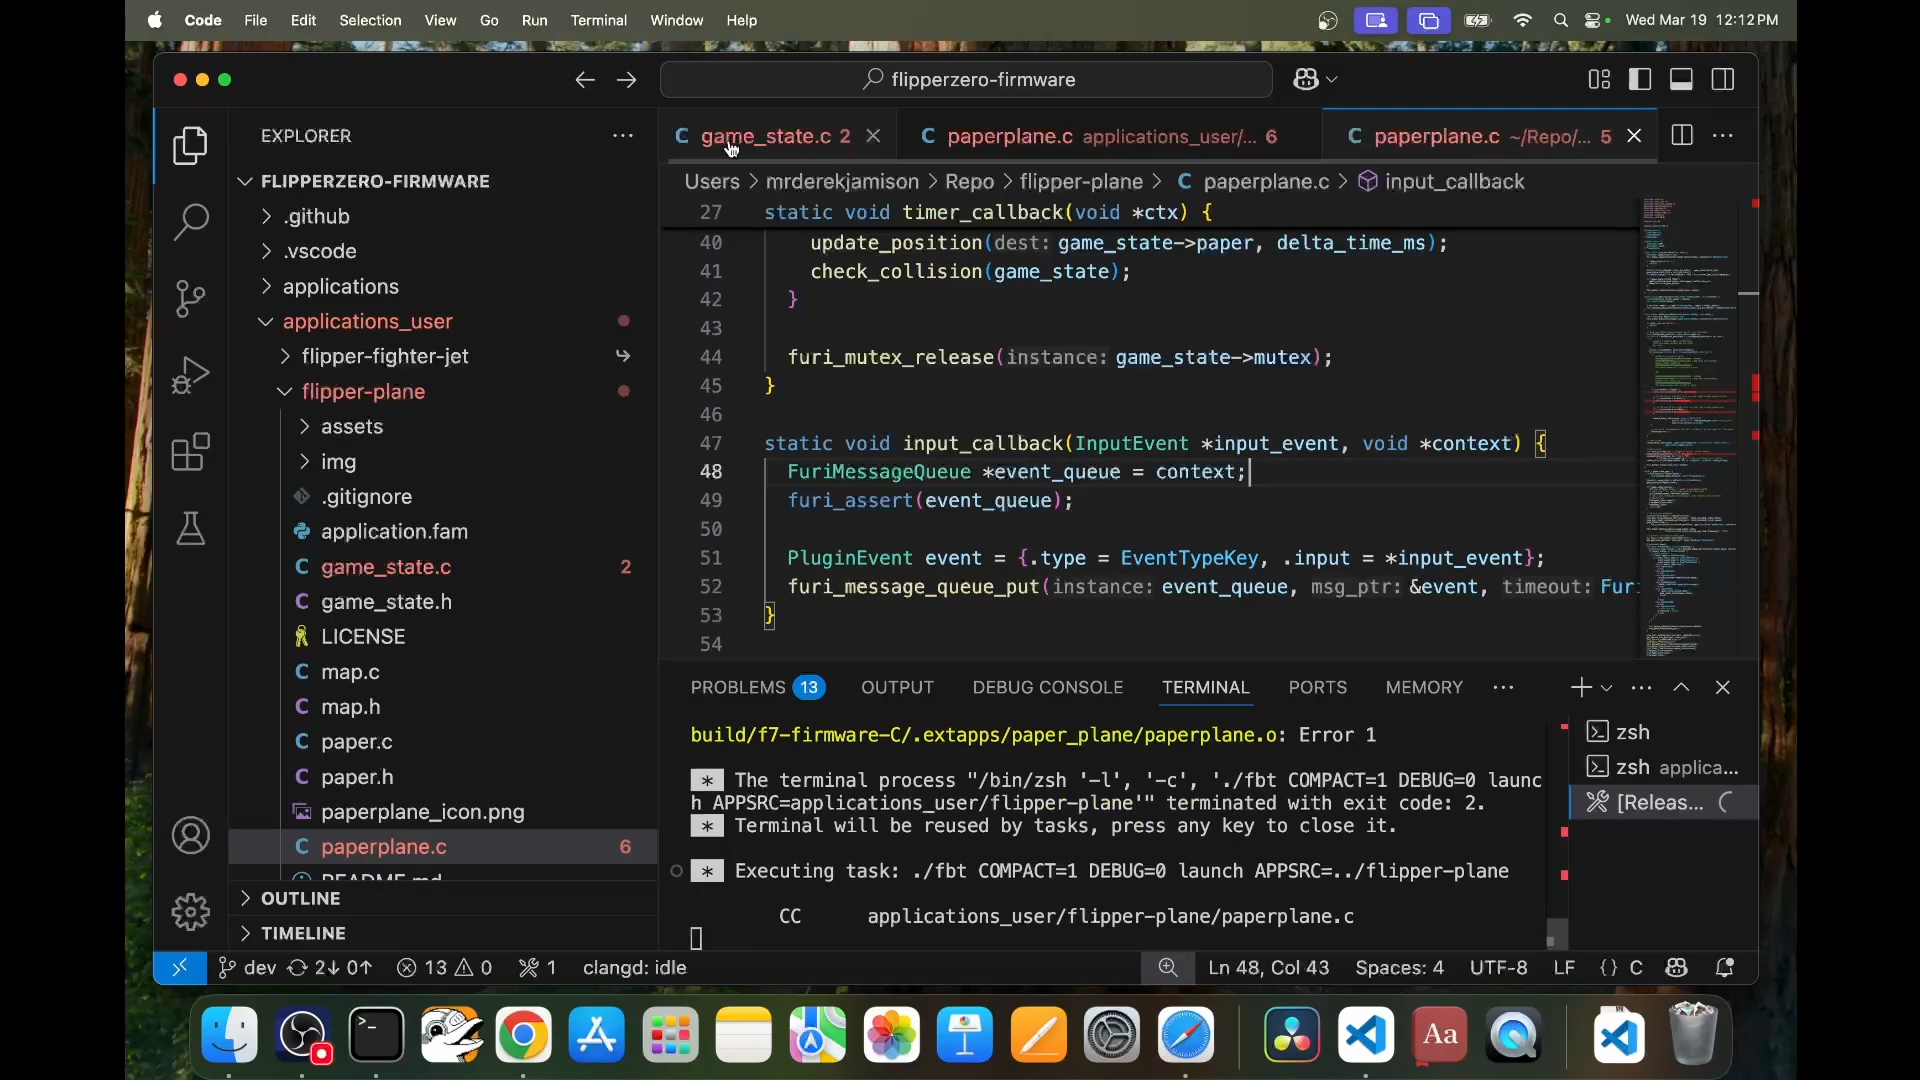 Code File Edit Selection View Go Run Terminal Window Help Wed Mar 19 12:12 PM
flipperzero-firmware
EXPLORER
FLIPPERZERO-FIRMWARE
.github
.vscode
applications
applications_user
flipper-fighter-jet
flipper-plane
assets
img
.gitignore
application.fam
C game_state.c 2
C game_state.h
LICENSE
C map.c
C map.h
C paper.c
C paper.h
paperplane_icon.png
C paperplane.c 6
README.md
OUTLINE
TIMELINE
C game_state.c 2 C paperplane.c applications_user/... 6 C paperplane.c ~/Repo/... 5
Users > mrderekjamison > Repo > flipper-plane > C paperplane.c > input_callback
27 static void timer_callback(void *ctx) {
40 update_position(dest: game_state->paper, delta_time_ms);
41 check_collision(game_state);
42 }
43
44 furi_mutex_release(instance: game_state->mutex);
45 }
46
47 static void input_callback(InputEvent *input_event, void *context) {
48 FuriMessageQueue *event_queue = context;
49 furi_assert(event_queue);
50
51 PluginEvent event = {.type = EventTypeKey, .input = *input_event};
52 furi_message_queue_put(instance: event_queue, msg_ptr: &event, timeout: Furi
53 }
54
PROBLEMS 13 OUTPUT DEBUG CONSOLE TERMINAL PORTS MEMORY ...
build/f7-firmware-C/.extapps/paper_plane/paperplane.o: Error 1
* The terminal process "/bin/zsh '-l', '-c', './fbt COMPACT=1 DEBUG=0 launc
h APPSRC=applications_user/flipper-plane'" terminated with exit code: 2.
* Terminal will be reused by tasks, press any key to close it.
* Executing task: ./fbt COMPACT=1 DEBUG=0 launch APPSRC=../flipper-plane
CC applications_user/flipper-plane/paperplane.c
zsh
zsh applica...
[Releas...
dev 2↓ 0↑ 13 0 1 clangd: idle Ln 48, Col 43 Spaces: 4 UTF-8 LF {} C
Aa